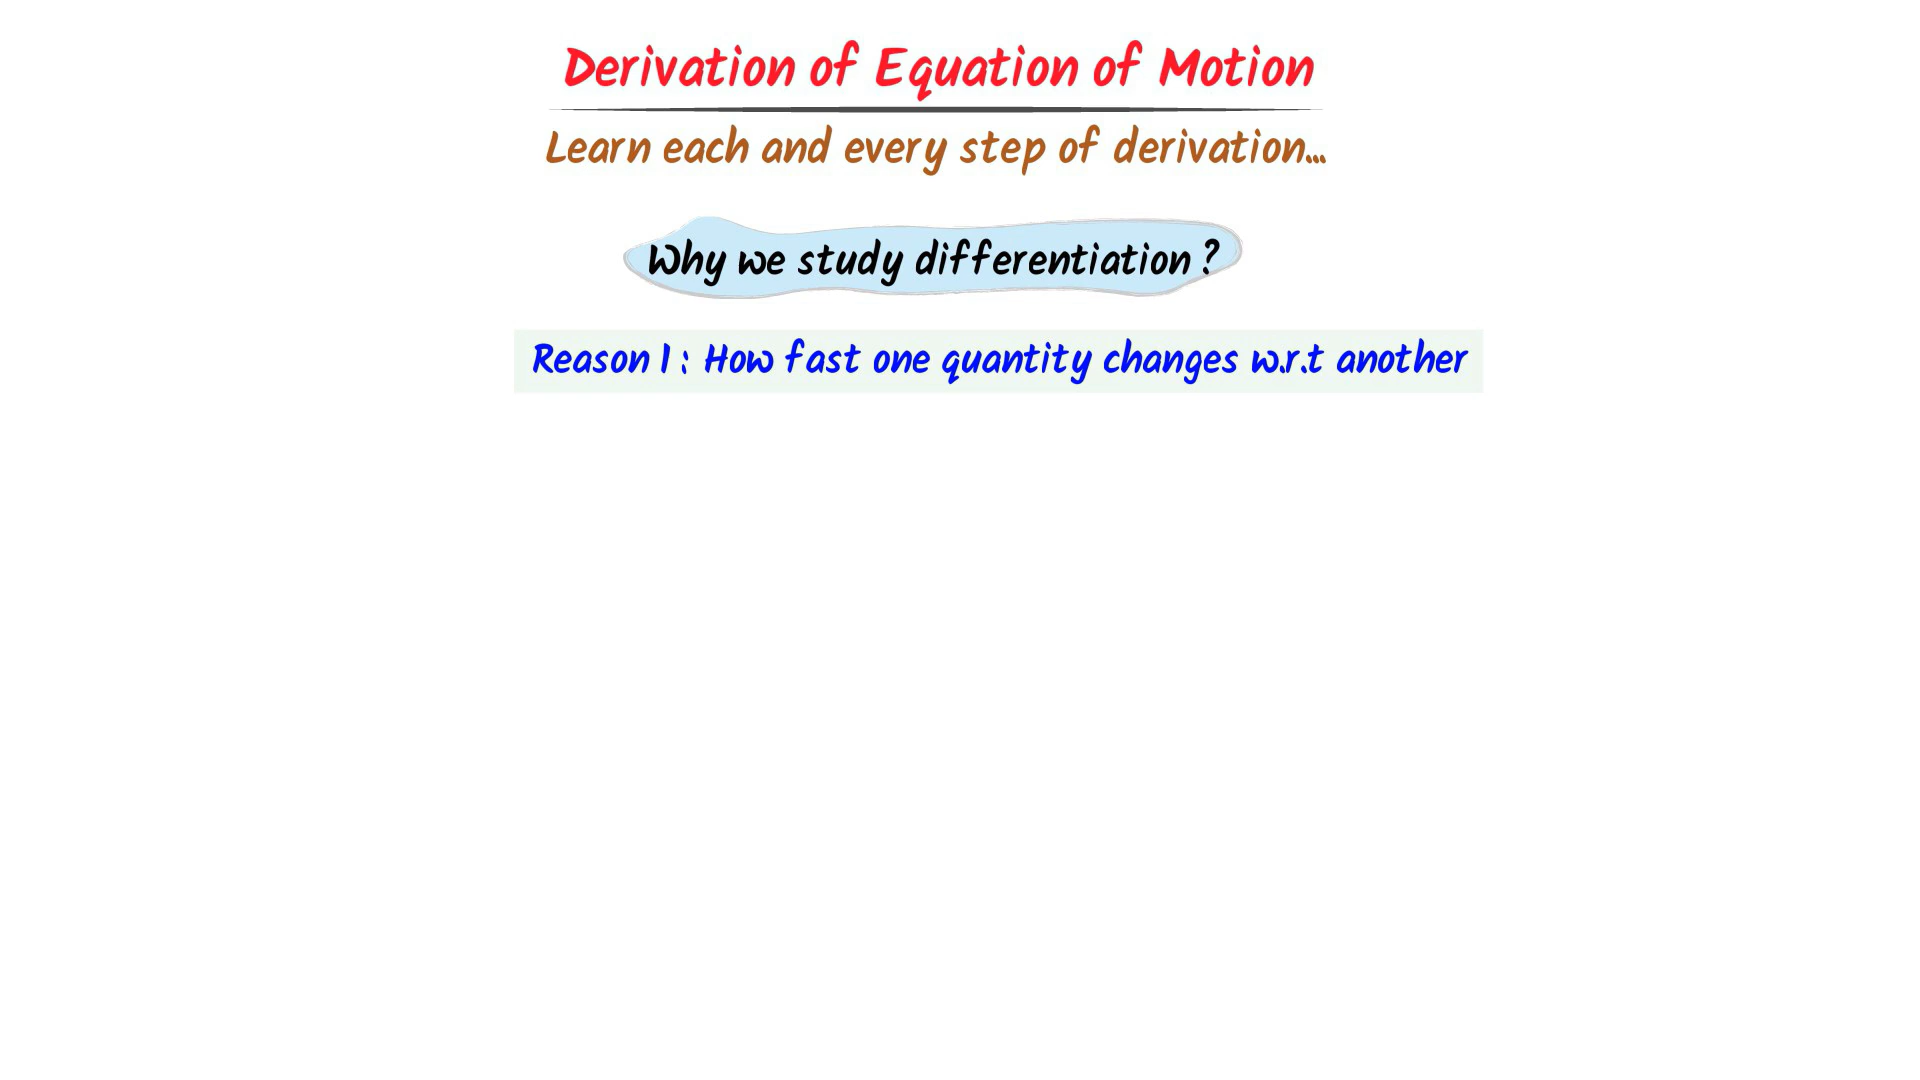 Derivation of Equation of Motion
Learn each and every step of derivation...
Why we study differentiation ?
Reason 1 : How fast one quantity changes w.r.t another